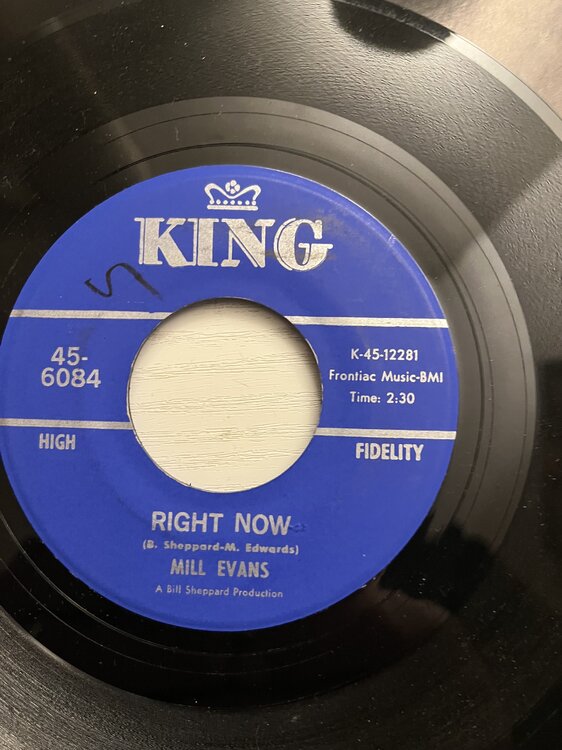 KING
45-
6084
K-45-12281
Frontiac Music-BMI
Time: 2:30
HIGH
FIDELITY
RIGHT NOW
(B. Sheppard-M. Edwards)
MILL EVANS
A Bill Sheppard Production